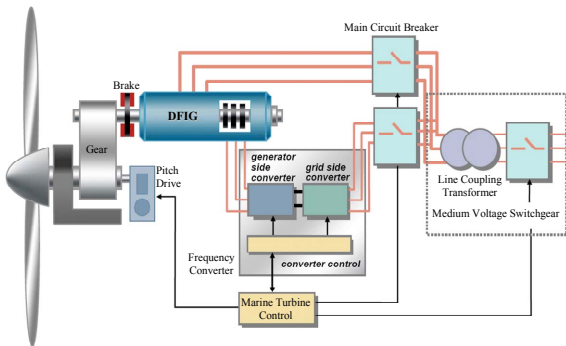 Main Circuit Breaker
Brake
DFIG
Gear
generator
side
converter
grid side
converter
Pitch
Drive
Line Coupling
Transformer
Medium Voltage Switchgear
Frequency
Converter
converter control
Marine Turbine
Control